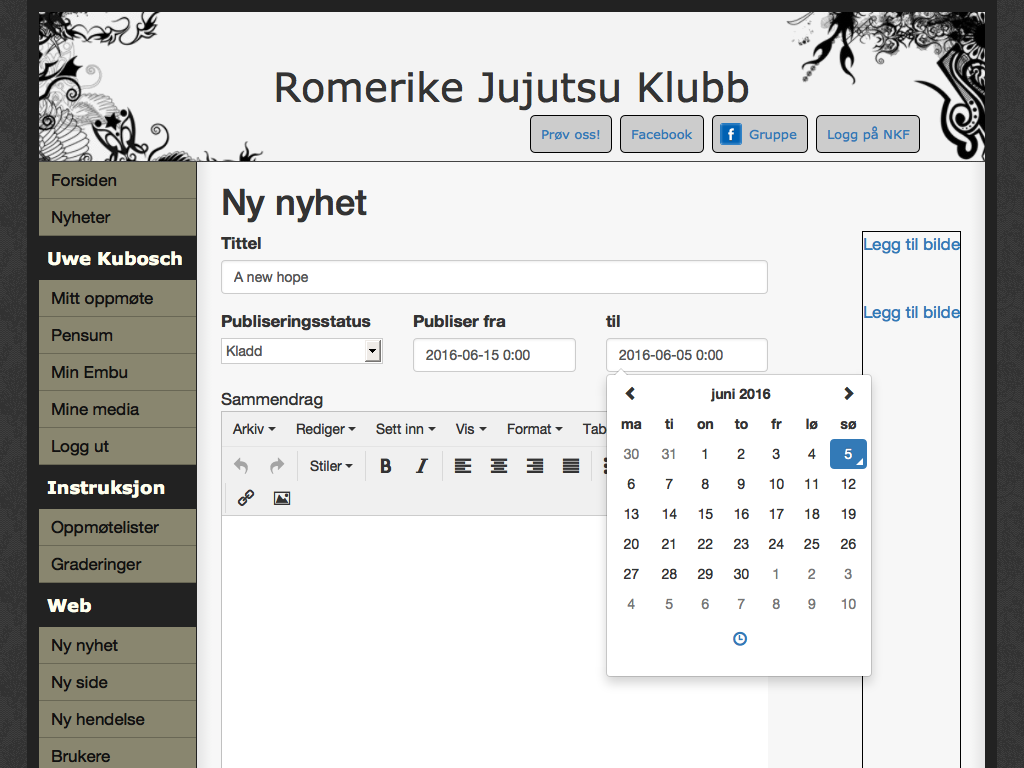 Romerike Jujutsu Klubb
Prøv oss! Facebook f Gruppe Logg på NKF
Forsiden
Nyheter
Uwe Kubosch
Mitt oppmøte
Pensum
Min Embu
Mine media
Logg ut
Instruksjon
Oppmøtelister
Graderinger
Web
Ny nyhet
Ny side
Ny hendelse
Brukere
Ny nyhet
Tittel
A new hope
Publiseringsstatus Publiser fra til
Kladd 2016-06-15 0:00 2016-06-05 0:00
Sammendrag
Arkiv Rediger Sett inn Vis Format
Stiler B I
juni 2016
ma ti on to fr lø sø
30 31 1 2 3 4 5
6 7 8 9 10 11 12
13 14 15 16 17 18 19
20 21 22 23 24 25 26
27 28 29 30 1 2 3
4 5 6 7 8 9 10
Legg til bilde
Legg til bilde